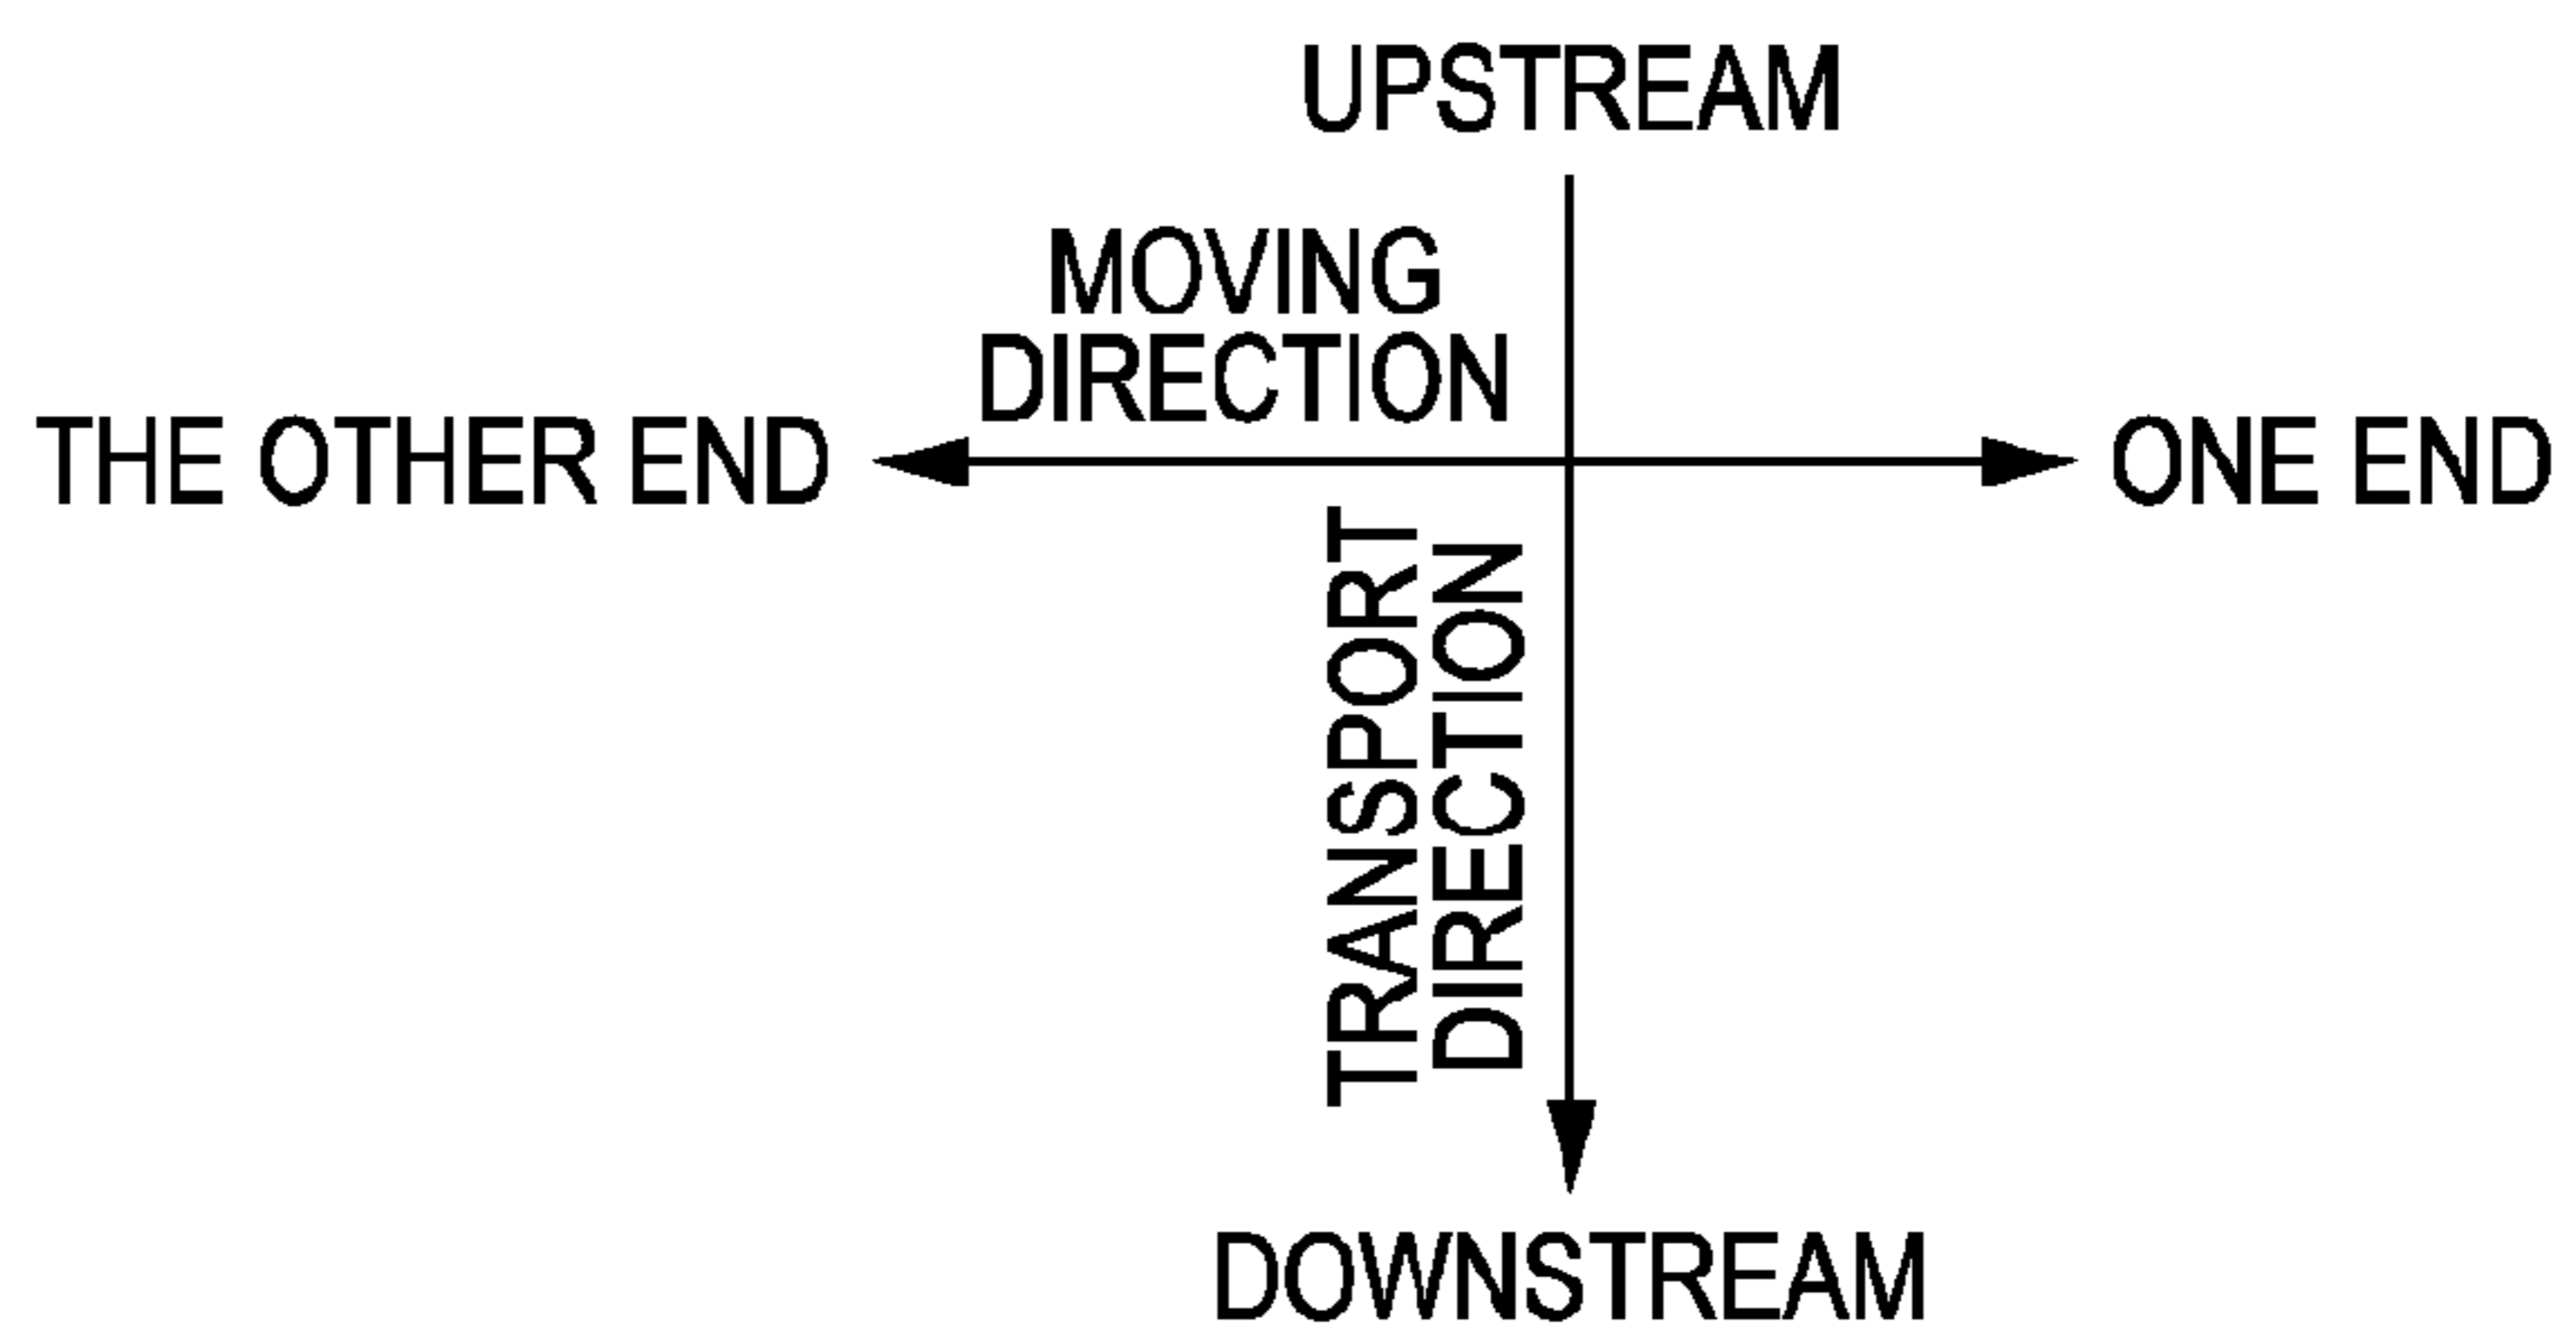 UPSTREAM
MOVING
DIRECTION
THE OTHER END
ONE END
TRANSPORT
DIRECTION
DOWNSTREAM